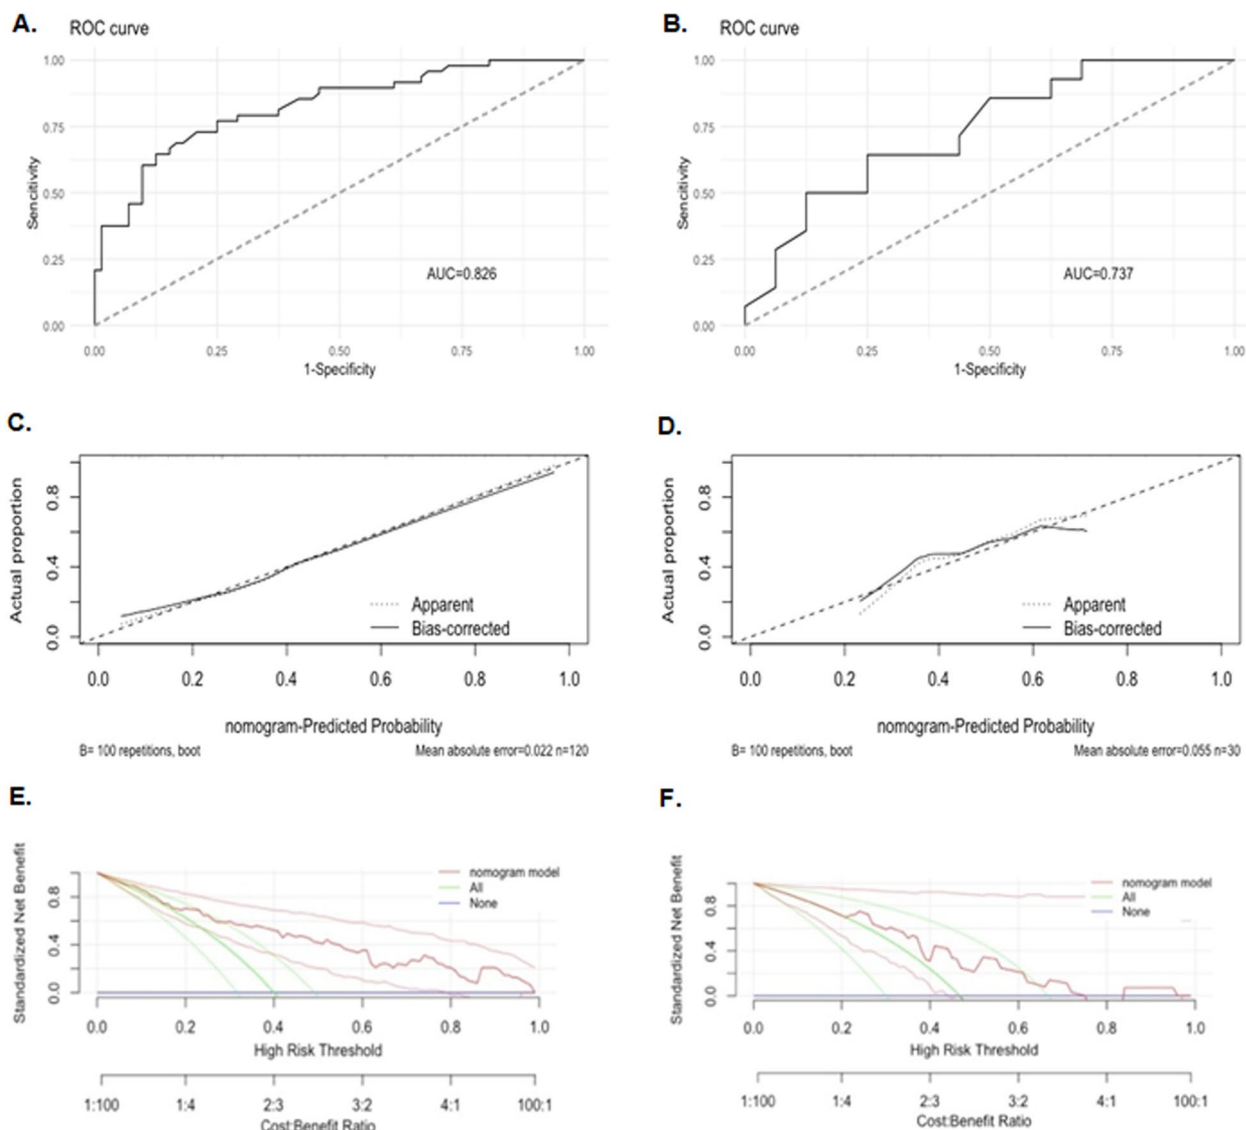 A.
ROC curve
1.00
0.75
0.50
0.25
0.00
Sencitivity
AUC=0.826
0.00 0.25 0.50 0.75 1.00
1-Specificity
B.
ROC curve
1.00
0.75
0.50
0.25
0.00
Sencitivity
AUC=0.737
0.00 0.25 0.50 0.75 1.00
1-Specificity
C.
Actual proportion
0.8
0.4
0.0
Apparent
Bias-corrected
0.0 0.2 0.4 0.6 0.8 1.0
nomogram-Predicted Probability
B= 100 repetitions, boot Mean absolute error=0.022 n=120
D.
Actual proportion
0.8
0.4
0.0
Apparent
Bias-corrected
0.0 0.2 0.4 0.6 0.8 1.0
nomogram-Predicted Probability
B= 100 repetitions, boot Mean absolute error=0.055 n=30
E.
Standardized Net Benefit
0.8
0.4
0.0
nomogram model
All
None
0.0 0.2 0.4 0.6 0.8 1.0
High Risk Threshold
1:100 1:4 2:3 3:2 4:1 100:1
Cost:Benefit Ratio
F.
Standardized Net Benefit
0.8
0.4
0.0
nomogram model
All
None
0.0 0.2 0.4 0.6 0.8 1.0
High Risk Threshold
1:100 1:4 2:3 3:2 4:1 100:1
Cost:Benefit Ratio